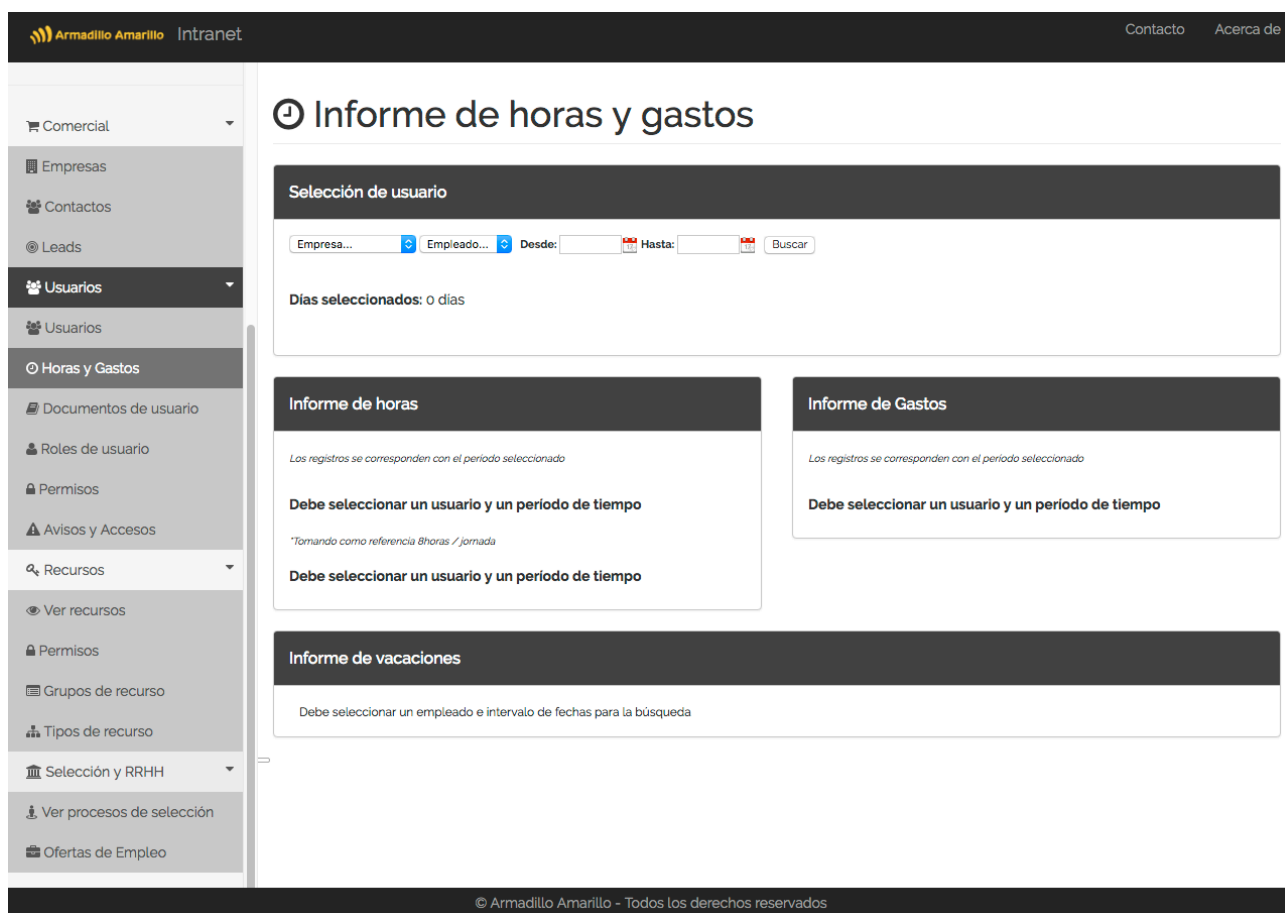 Armadillo Amarillo Intranet
Contacto Acerca de
Comercial
Empresas
Contactos
Leads
Usuarios
Usuarios
Horas y Gastos
Documentos de usuario
Roles de usuario
Permisos
Avisos y Accesos
Recursos
Ver recursos
Permisos
Grupos de recurso
Tipos de recurso
Selección y RRHH
Ver procesos de selección
Ofertas de Empleo
Informe de horas y gastos
Selección de usuario
Empresa... Empleado... Desde: Hasta: Buscar
Días seleccionados: 0 días
Informe de horas
Los registros se corresponden con el periodo seleccionado
Debe seleccionar un usuario y un período de tiempo
*Tomando como referencia 8horas / jornada
Debe seleccionar un usuario y un período de tiempo
Informe de Gastos
Los registros se corresponden con el periodo seleccionado
Debe seleccionar un usuario y un período de tiempo
Informe de vacaciones
Debe seleccionar un empleado e intervalo de fechas para la búsqueda
© Armadillo Amarillo - Todos los derechos reservados